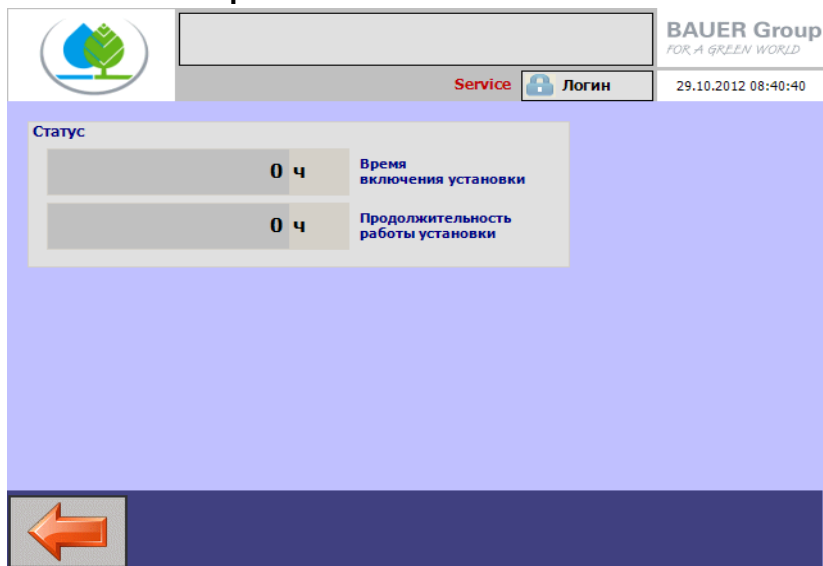 BAUER Group
FOR A GREEN WORLD
Service
Логин
29.10.2012 08:40:40
Статус
0 ч
Время
включения установки
0 ч
Продолжительность
работы установки